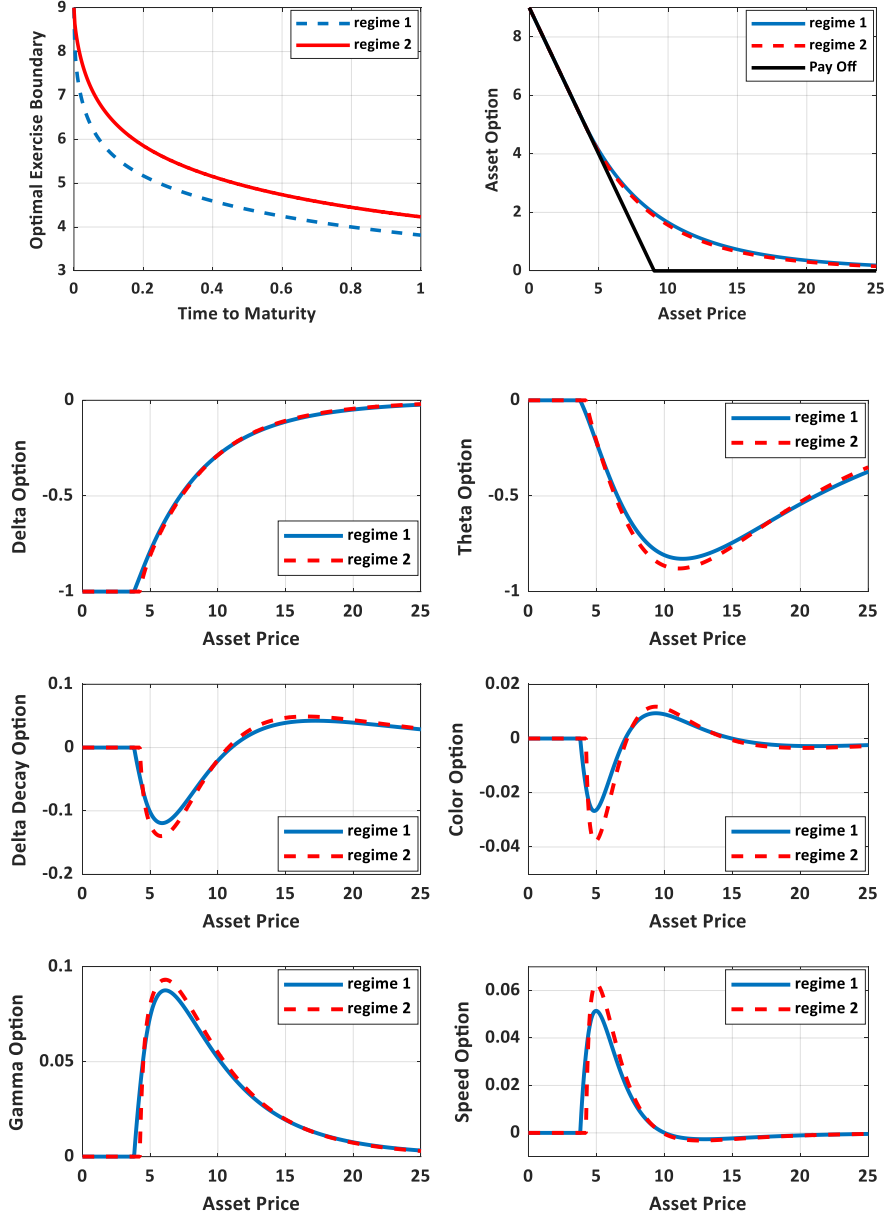 Optimal Exercise Boundary
9
8
7
6
5
4
3
0
0.2
0.4
0.6
0.8
1
Time to Maturity
regime 1
regime 2
Asset Option
8
6
4
2
0
0
5
10
15
20
25
Asset Price
regime 1
regime 2
Pay Off
Delta Option
0
-0.5
-1
0
5
10
15
20
25
Asset Price
regime 1
regime 2
Theta Option
0
-0.5
-1
0
5
10
15
20
25
Asset Price
regime 1
regime 2
Delta Decay Option
0.1
0
-0.1
-0.2
0
5
10
15
20
25
Asset Price
regime 1
regime 2
Color Option
0.02
0
-0.02
-0.04
0
5
10
15
20
25
Asset Price
regime 1
regime 2
Gamma Option
0.1
0.05
0
0
5
10
15
20
25
Asset Price
regime 1
regime 2
Speed Option
0.06
0.04
0.02
0
0
5
10
15
20
25
Asset Price
regime 1
regime 2